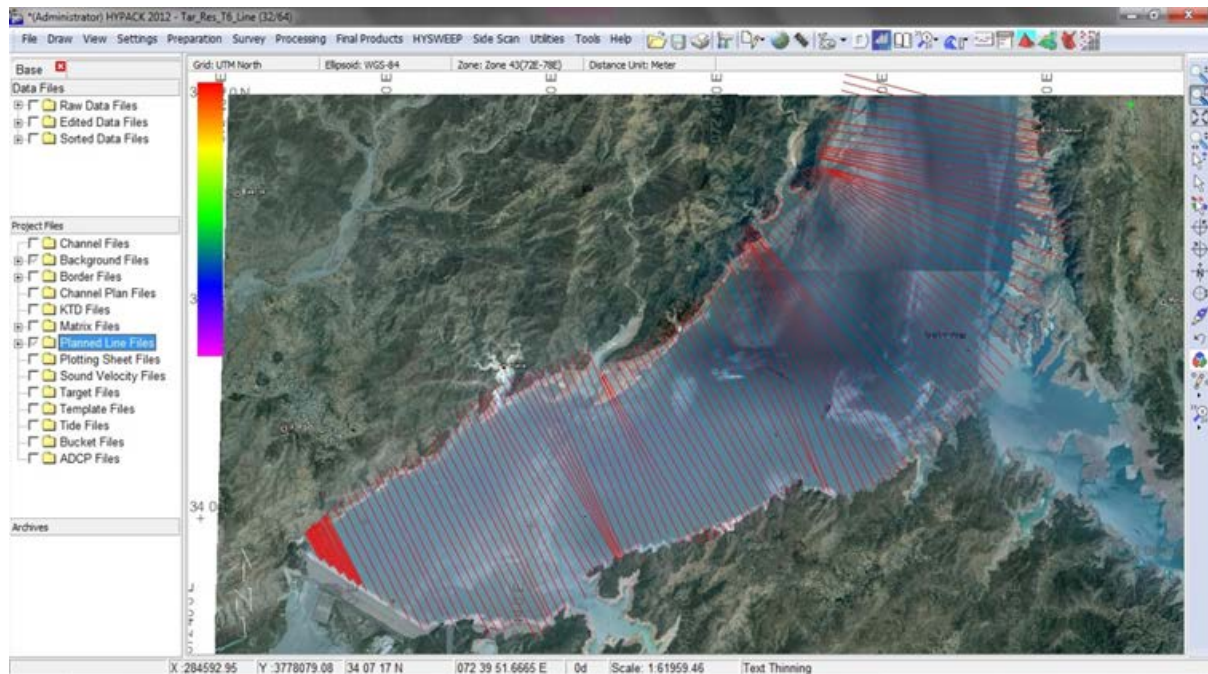 *(Administrator) HYPACK 2012 - Tar_Res_T6_Line (32/64)
File Draw View Settings Preparation Survey Processing Final Products HYSWEEP Side Scan Utilities Tools Help
Base
Grid: UTM North Ellipsoid: WGS-84 Zone: Zone 43(72E-78E) Distance Unit: Meter
Data Files
Raw Data Files
Edited Data Files
Sorted Data Files
Project Files
Channel Files
Background Files
Border Files
Channel Plan Files
KTD Files
Matrix Files
Planned Line Files
Plotting Sheet Files
Sound Velocity Files
Target Files
Template Files
Tide Files
Bucket Files
ADCP Files
Archives
34 0
X :284592.95 Y :3778079.08 34 07 17 N 072 39 51.6665 E 0d Scale: 1:61959.46 Text Thinning